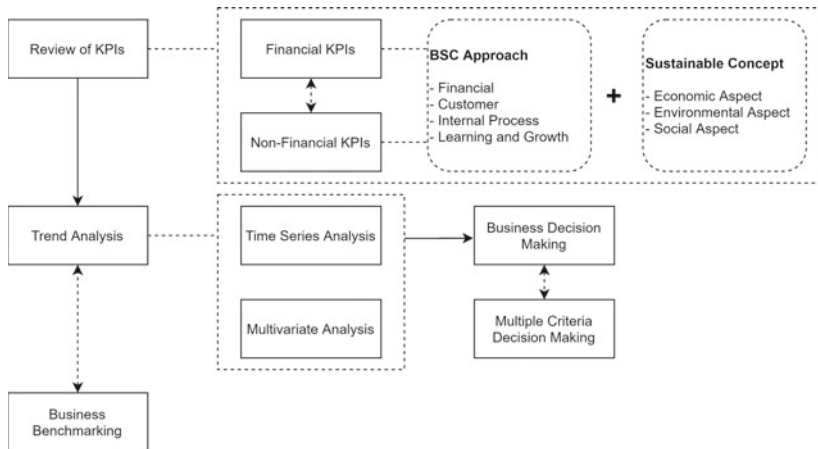 Review of KPIs
Financial KPIs
Non-Financial KPIs
BSC Approach
- Financial
- Customer
- Internal Process
- Learning and Growth
+
Sustainable Concept
- Economic Aspect
- Environmental Aspect
- Social Aspect
Trend Analysis
Time Series Analysis
Multivariate Analysis
Business Decision
Making
Multiple Criteria
Decision Making
Business
Benchmarking